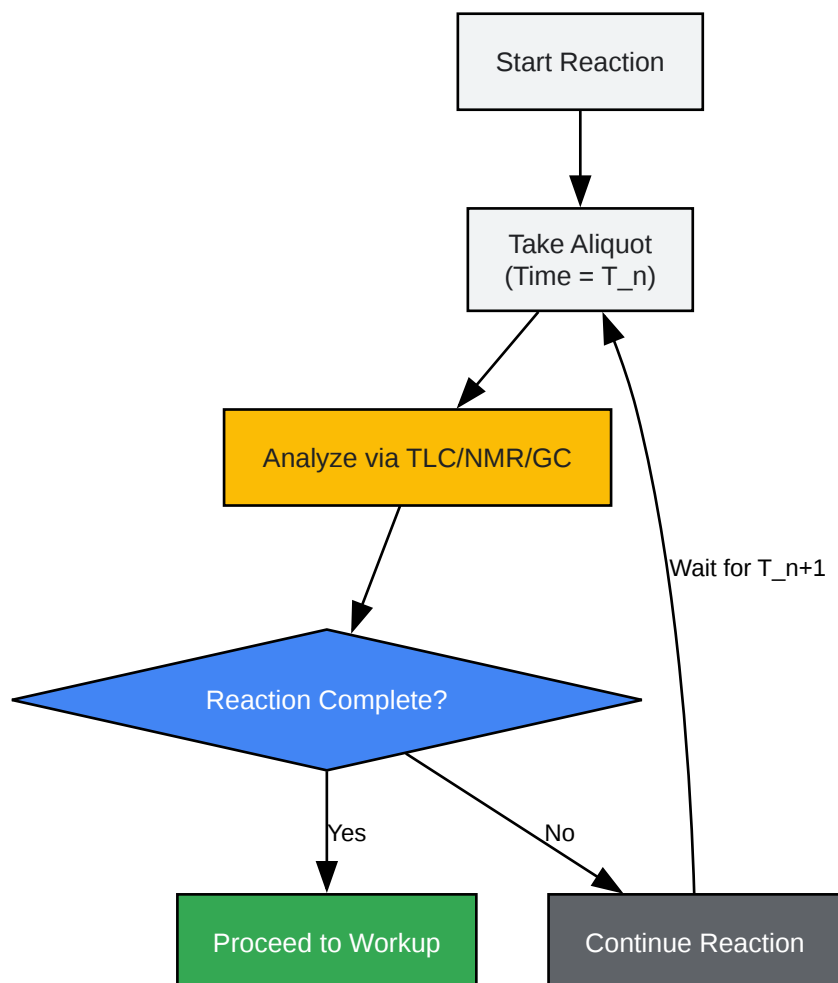 Start Reaction
Take Aliquot
(Time = T_n)
Analyze via TLC/NMR/GC
Wait for T_n+1
Reaction Complete?
Yes
No
Proceed to Workup
Continue Reaction